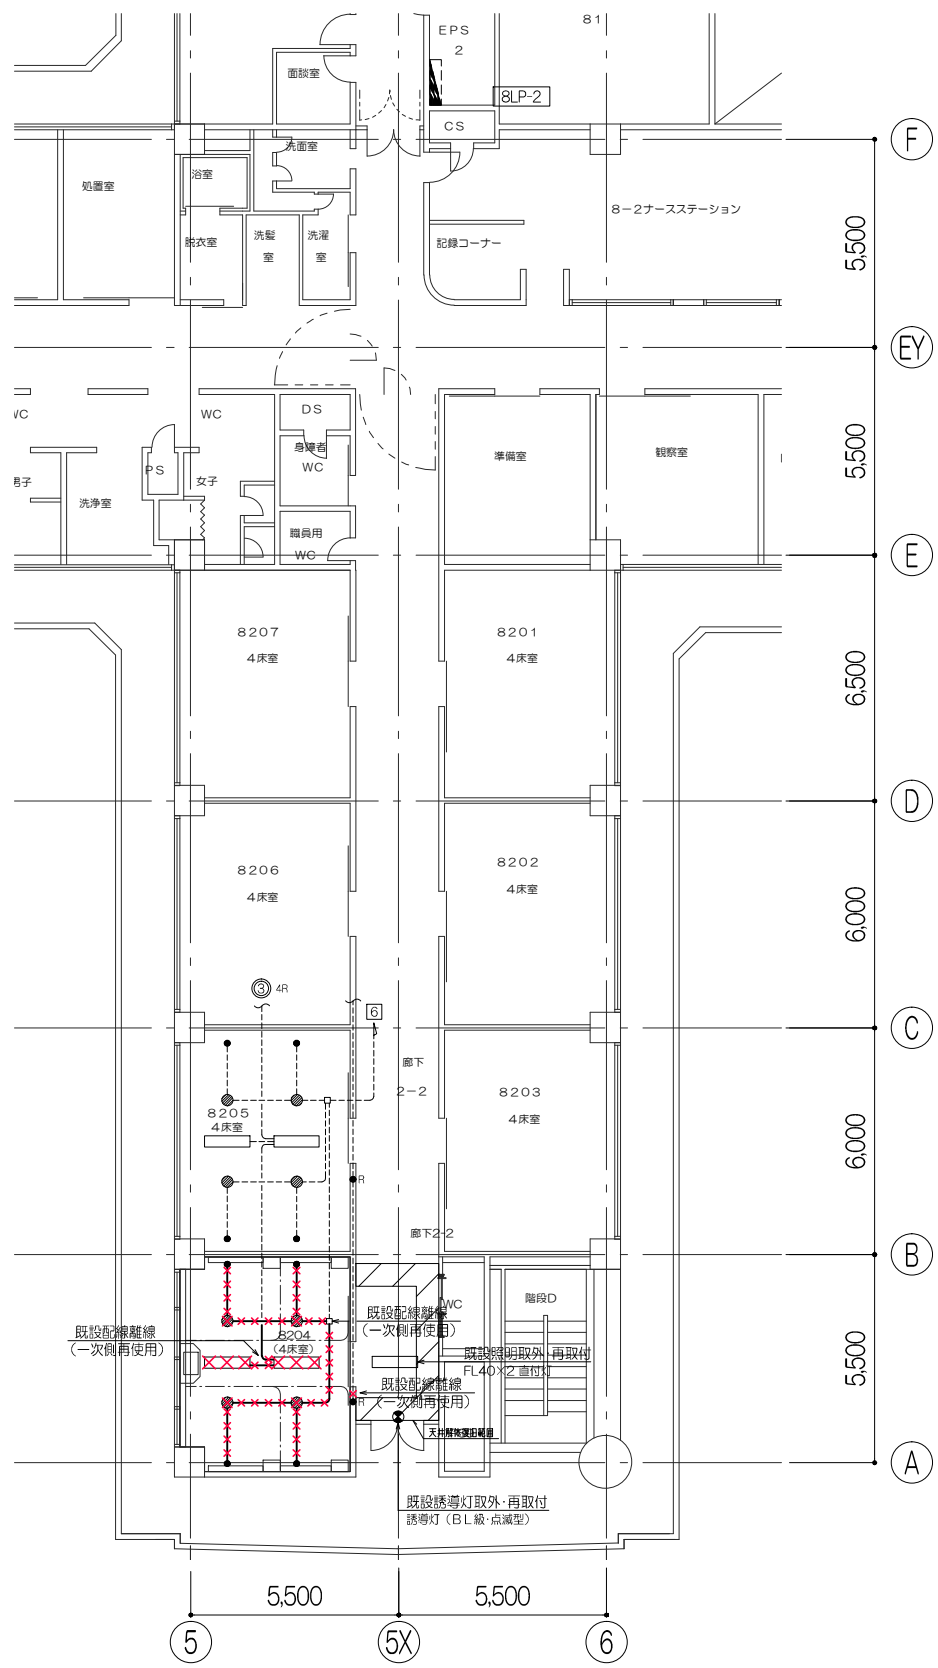 EPS
2
81
面談室
8LP-2
CS
F
洗面室
浴室
処置室
8-2ナースステーション
脱衣室
洗髪
室
洗濯
室
記録コーナー
5,500
EY
WC
WC
DS
身障者
WC
準備室
観察室
5,500
PS
男子
女子
洗浄室
職員用
WC
E
8207
4床室
8201
4床室
6,500
D
8206
4床室
8202
4床室
6,000
3
4R
6
C
廊下
2-2
8205
4床室
8203
4床室
6,000
R
廊下2-2
B
階段D
WC
既設配線離線
(一次側再使用)
既設配線離線
(一次側再使用)
8204
(4床室)
既設照明取外・再取付
FL40×2 直付灯
5,500
既設配線離線
(一次側再使用)
R
天井解体復旧範囲
A
既設誘導灯取外・再取付
誘導灯(BL級・点滅型)
5,500
5,500
5
5X
6